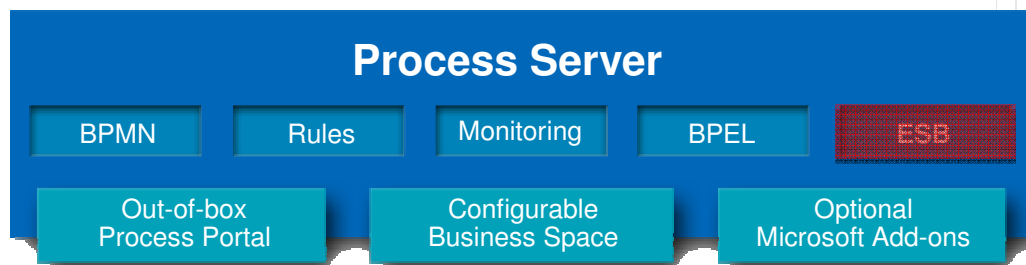 Process Server
BPMN
Rules
Monitoring
BPEL
ESB
Out-of-box
Process Portal
Configurable
Business Space
Optional
Microsoft Add-ons